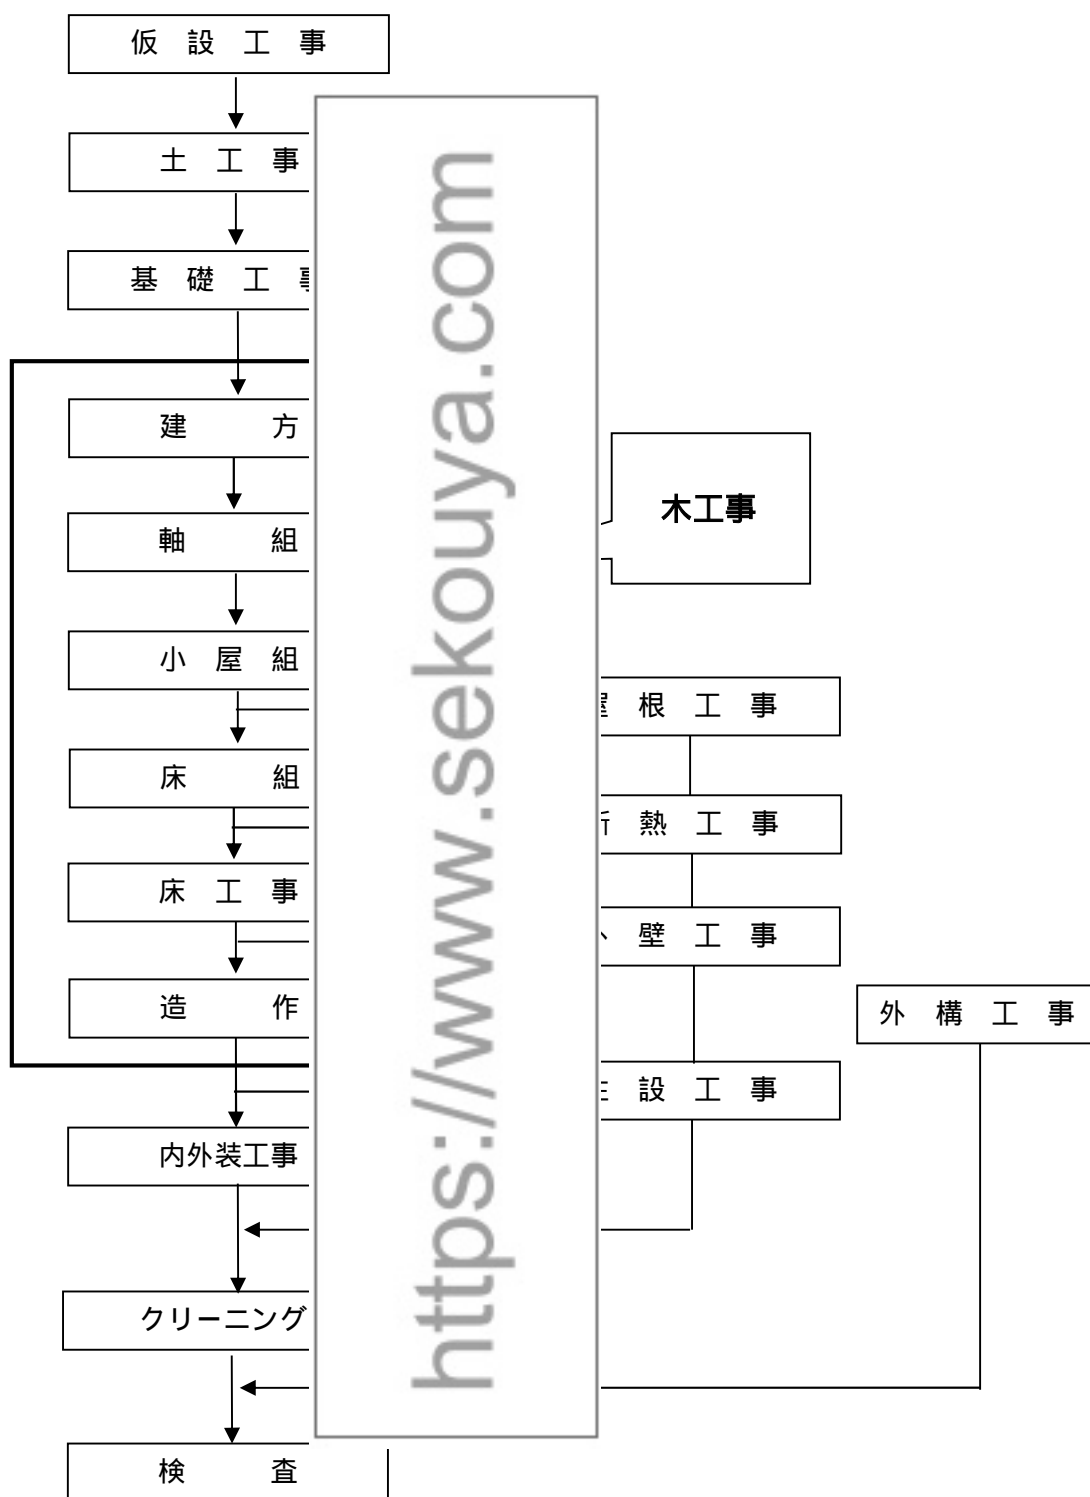 仮 設 工 事
土 工 事
基 礎 工
建 方
軸 組
小 屋 組
床 組
床 工 事
造 作
内外装工事
クリーニング
検 査
https://www.sekouya.com
木工事
根 工 事
熱 工 事
壁 工 事
設 工 事
外 構 工 事